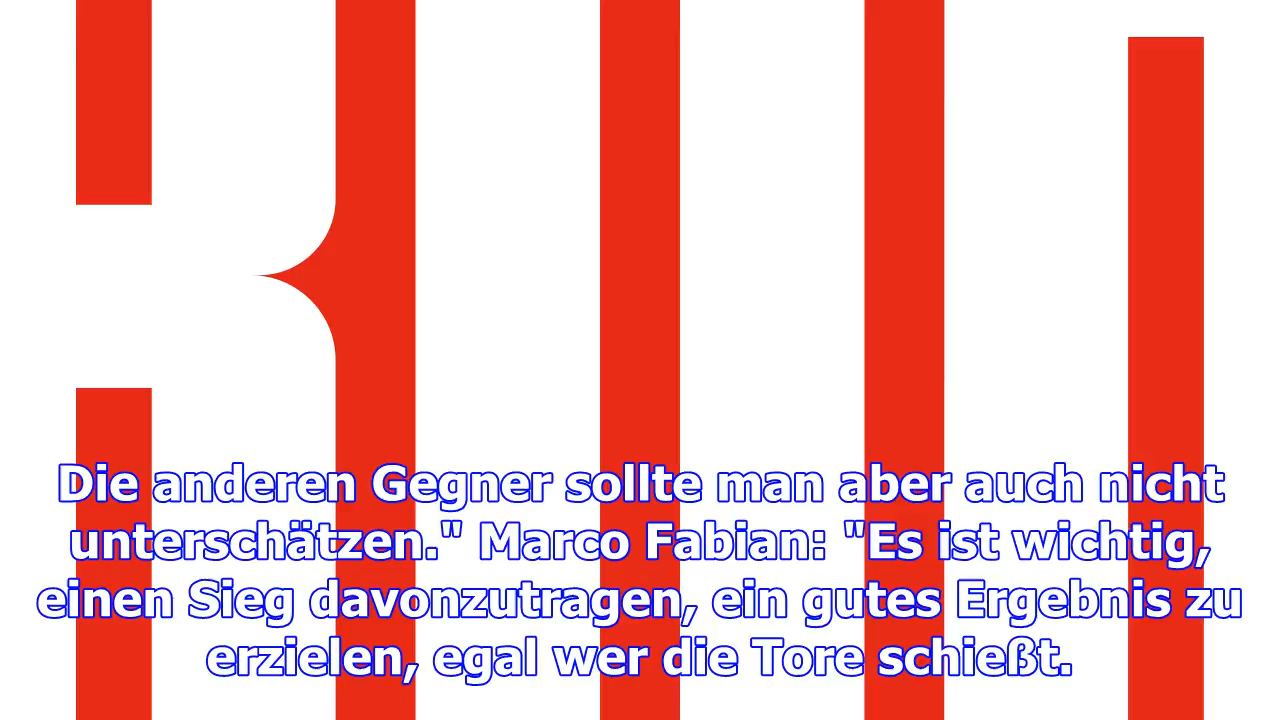 Die anderen Gegner sollte man aber auch nicht
unterschätzen." Marco Fabian: "Es ist wichtig,
einen Sieg davonzutragen, ein gutes Ergebnis zu
erzielen, egal wer die Tore schießt.